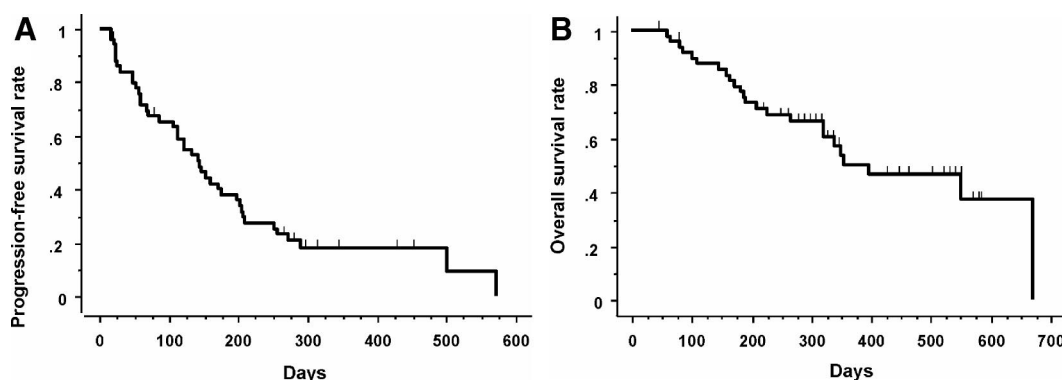 A
Progression-free survival rate
1
.8
.6
.4
.2
0
0 100 200 300 400 500 600
Days
B
Overall survival rate
1
.8
.6
.4
.2
0
0 100 200 300 400 500 600 700
Days